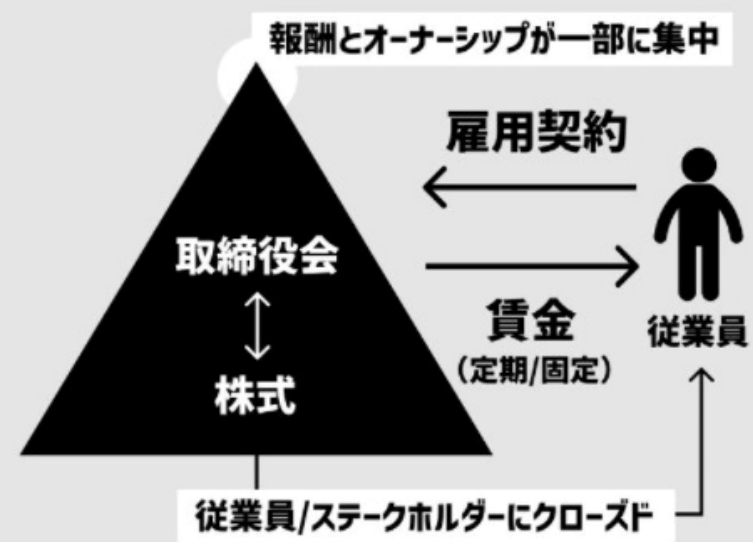 報酬とオーナーシップが一部に集中
雇用契約
取締役会
株式
賃金
（定期/固定）
従業員
従業員/ステークホルダーにクローズド